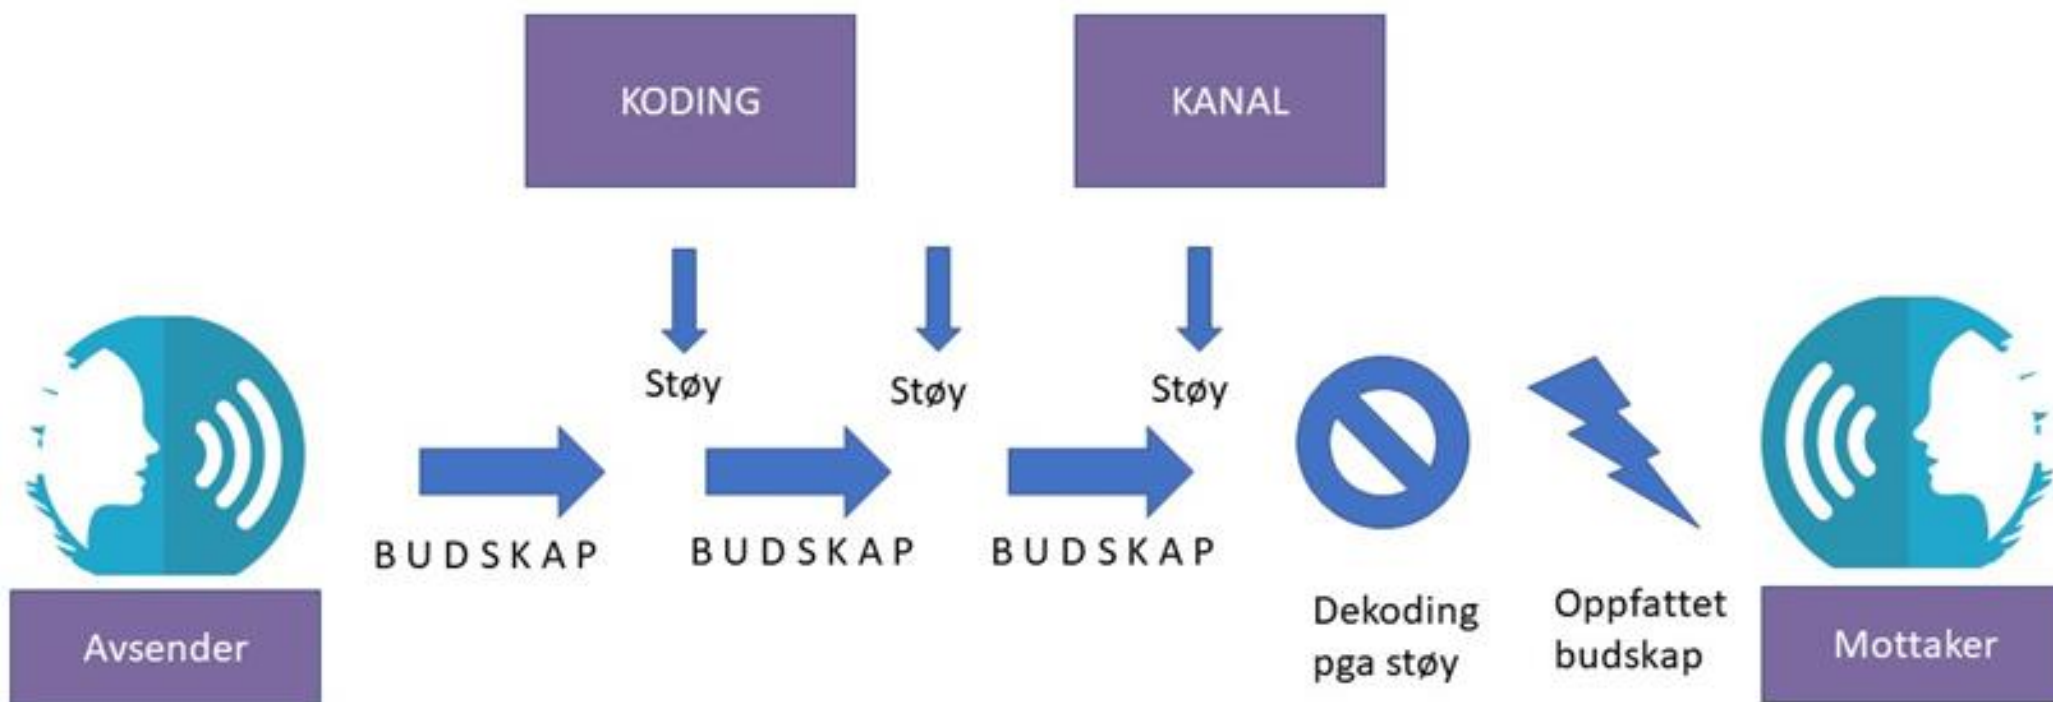 KODING
KANAL
Støy
Støy
Støy
BUDSKAP
BUDSKAP
BUDSKAP
Avsender
Dekoding
pga støy
Oppfattet
budskap
Mottaker